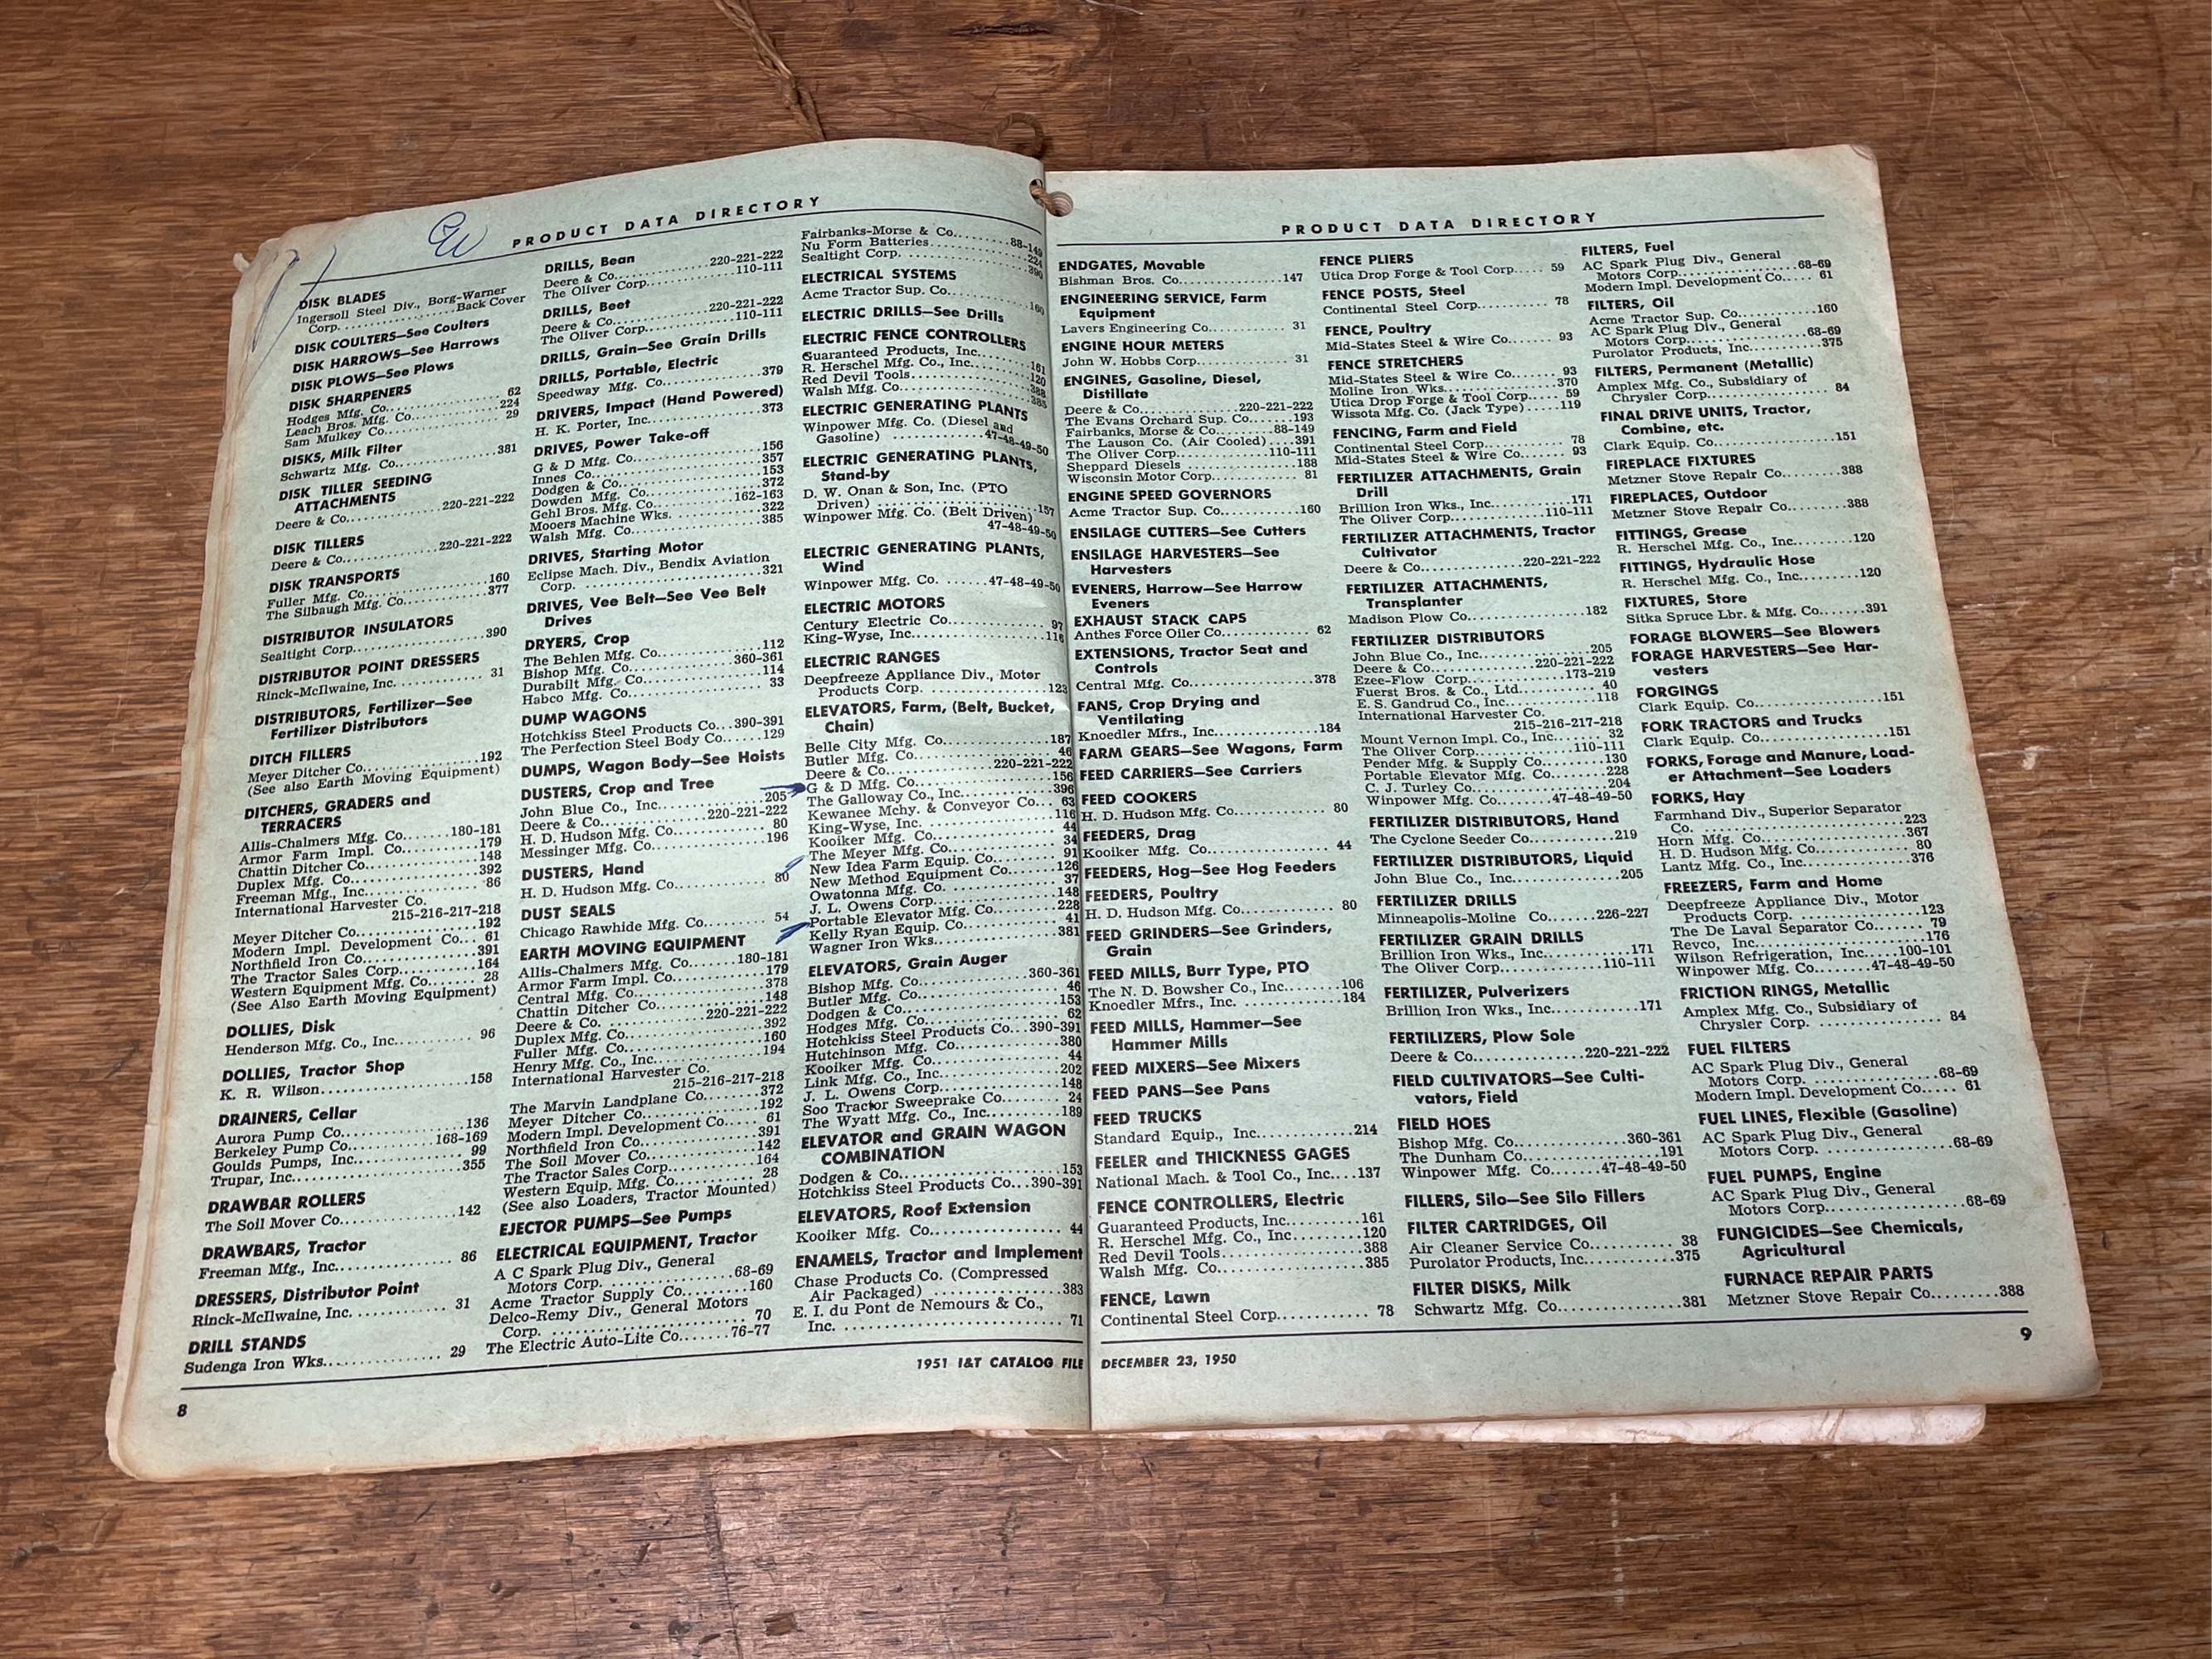 PRODUCT DATA DIRECTORY
DISK BLADES
Ingersoll Steel Div., Borg-Warner
Corp. ....................Back Cover
DISK COULTERS—See Coulters
DISK HARROWS—See Harrows
DISK PLOWS—See Plows
DISK SHARPENERS
Hodges Mfg. Co.................... 62
Leach Bros. Mfg. Co...............224
Sam Mulkey Co.................... 29
DISKS, Milk Filter
Schwartz Mfg. Co..................381
DISK TILLER SEEDING
ATTACHMENTS
Deere & Co................220-221-222
DISK TILLERS
Deere & Co................220-221-222
DISK TRANSPORTS
Fuller Mfg. Co....................160
The Silbaugh Mfg. Co..............377
DISTRIBUTOR INSULATORS
Sealtight Corp....................390
DISTRIBUTOR POINT DRESSERS
Rinck-McIlwaine, Inc.............. 31
DISTRIBUTORS, Fertilizer—See
Fertilizer Distributors
DITCH FILLERS
Meyer Ditcher Co..................192
(See also Earth Moving Equipment)
DITCHERS, GRADERS and
TERRACERS
Allis-Chalmers Mfg. Co.......180-181
Armor Farm Impl. Co..............179
Chattin Ditcher Co................148
Duplex Mfg. Co...................392
Freeman Mfg., Inc................ 86
International Harvester Co.
215-216-217-218
Meyer Ditcher Co..................192
Modern Impl. Development Co... 61
Northfield Iron Co................391
The Tractor Sales Corp............164
Western Equipment Mfg. Co....... 28
(See Also Earth Moving Equipment)
DOLLIES, Disk
Henderson Mfg. Co., Inc.......... 96
DOLLIES, Tractor Shop
K. R. Wilson......................158
DRAINERS, Cellar
Aurora Pump Co...................136
Berkeley Pump Co.............168-169
Goulds Pumps, Inc................ 99
Trupar, Inc......................355
DRAWBAR ROLLERS
The Soil Mover Co.................142
DRAWBARS, Tractor
Freeman Mfg., Inc................ 86
DRESSERS, Distributor Point
Rinck-McIlwaine, Inc.............. 31
DRILL STANDS
Sudenga Iron Wks................. 29
DRILLS, Bean
Deere & Co................220-221-222
The Oliver Corp..............110-111
DRILLS, Beet
Deere & Co................220-221-222
The Oliver Corp..............110-111
DRILLS, Grain—See Grain Drills
DRILLS, Portable, Electric
Speedway Mfg. Co.................379
DRIVERS, Impact (Hand Powered)
H. K. Porter, Inc.................373
DRIVES, Power Take-off
G & D Mfg. Co....................156
Innes Co.........................357
Dodgen & Co......................153
Dowden Mfg. Co...................372
Gehl Bros. Mfg. Co...........162-163
Mooers Machine Wks...............322
Walsh Mfg. Co....................385
DRIVES, Starting Motor
Eclipse Mach. Div., Bendix Aviation
Corp. ...........................321
DRIVES, Vee Belt—See Vee Belt
Drives
DRYERS, Crop
The Behlen Mfg. Co...............112
Bishop Mfg. Co...............360-361
Durabilt Mfg. Co.................114
Habco Mfg. Co.................... 33
DUMP WAGONS
Hotchkiss Steel Products Co...390-391
The Perfection Steel Body Co.....129
DUMPS, Wagon Body—See Hoists
DUSTERS, Crop and Tree
John Blue Co., Inc...............205
Deere & Co................220-221-222
H. D. Hudson Mfg. Co............. 80
Messinger Mfg. Co................196
DUSTERS, Hand
H. D. Hudson Mfg. Co............. 80
DUST SEALS
Chicago Rawhide Mfg. Co.......... 54
EARTH MOVING EQUIPMENT
Allis-Chalmers Mfg. Co.......180-181
Armor Farm Impl. Co..............179
Central Mfg. Co..................378
Chattin Ditcher Co...............148
Deere & Co................220-221-222
Duplex Mfg. Co...................392
Fuller Mfg. Co...................160
Henry Mfg. Co., Inc..............194
International Harvester Co.
215-216-217-218
The Marvin Landplane Co..........372
Meyer Ditcher Co.................192
Modern Impl. Development Co..... 61
Northfield Iron Co...............391
The Soil Mover Co................142
The Tractor Sales Corp...........164
Western Equip. Mfg. Co........... 28
(See also Loaders, Tractor Mounted)
EJECTOR PUMPS—See Pumps
ELECTRICAL EQUIPMENT, Tractor
A C Spark Plug Div., General
Motors Corp. .................68-69
Acme Tractor Supply Co...........160
Delco-Remy Div., General Motors
Corp. ........................... 70
The Electric Auto-Lite Co.......76-77
Fairbanks-Morse & Co..........88-149
Nu Form Batteries................224
Sealtight Corp...................390
ELECTRICAL SYSTEMS
Acme Tractor Sup. Co.............160
ELECTRIC DRILLS—See Drills
ELECTRIC FENCE CONTROLLERS
Guaranteed Products, Inc.........161
R. Herschel Mfg. Co., Inc........120
Red Devil Tools..................388
Walsh Mfg. Co....................385
ELECTRIC GENERATING PLANTS
Winpower Mfg. Co. (Diesel and
Gasoline) .............47-48-49-50
ELECTRIC GENERATING PLANTS,
Stand-by
D. W. Onan & Son, Inc. (PTO
Driven) .........................157
Winpower Mfg. Co. (Belt Driven)
47-48-49-50
ELECTRIC GENERATING PLANTS,
Wind
Winpower Mfg. Co. ......47-48-49-50
ELECTRIC MOTORS
Century Electric Co.............. 97
King-Wyse, Inc...................116
ELECTRIC RANGES
Deepfreeze Appliance Div., Motor
Products Corp. ..................123
ELEVATORS, Farm, (Belt, Bucket,
Chain)
Belle City Mfg. Co...............187
Butler Mfg. Co................... 46
Deere & Co................220-221-222
G & D Mfg. Co....................156
The Galloway Co., Inc............396
Kewanee Mchy. & Conveyor Co... 63
King-Wyse, Inc...................116
Kooiker Mfg. Co.................. 44
The Meyer Mfg. Co................ 34
New Idea Farm Equip. Co.......... 91
New Method Equipment Co..........126
Owatonna Mfg. Co................. 37
J. L. Owens Corp.................148
Portable Elevator Mfg. Co........228
Kelly Ryan Equip. Co............. 41
Wagner Iron Wks..................381
ELEVATORS, Grain Auger
Bishop Mfg. Co...............360-361
Butler Mfg. Co................... 46
Dodgen & Co......................153
Hodges Mfg. Co................... 62
Hotchkiss Steel Products Co...390-391
Hutchinson Mfg. Co...............380
Kooiker Mfg. Co.................. 44
Link Mfg. Co., Inc...............202
J. L. Owens Corp.................148
Soo Tractor Sweeprake Co......... 24
The Wyatt Mfg. Co., Inc..........189
ELEVATOR and GRAIN WAGON
COMBINATION
Dodgen & Co......................153
Hotchkiss Steel Products Co...390-391
ELEVATORS, Roof Extension
Kooiker Mfg. Co.................. 44
ENAMELS, Tractor and Implement
Chase Products Co. (Compressed
Air Packaged) ...................383
E. I. du Pont de Nemours & Co.,
Inc. ............................ 71
1951 I&T CATALOG FILE
8
PRODUCT DATA DIRECTORY
ENDGATES, Movable
Bishman Bros. Co.................147
ENGINEERING SERVICE, Farm
Equipment
Lavers Engineering Co............ 31
ENGINE HOUR METERS
John W. Hobbs Corp............... 31
ENGINES, Gasoline, Diesel,
Distillate
Deere & Co................220-221-222
The Evans Orchard Sup. Co........193
Fairbanks, Morse & Co.........88-149
The Lauson Co. (Air Cooled)....391
The Oliver Corp..............110-111
Sheppard Diesels ................188
Wisconsin Motor Corp............. 81
ENGINE SPEED GOVERNORS
Acme Tractor Sup. Co.............160
ENSILAGE CUTTERS—See Cutters
ENSILAGE HARVESTERS—See
Harvesters
EVENERS, Harrow—See Harrow
Eveners
EXHAUST STACK CAPS
Anthes Force Oiler Co............ 62
EXTENSIONS, Tractor Seat and
Controls
Central Mfg. Co..................378
FANS, Crop Drying and
Ventilating
Knoedler Mfrs., Inc..............184
FARM GEARS—See Wagons, Farm
FEED CARRIERS—See Carriers
FEED COOKERS
H. D. Hudson Mfg. Co............. 80
FEEDERS, Drag
Kooiker Mfg. Co.................. 44
FEEDERS, Hog—See Hog Feeders
FEEDERS, Poultry
H. D. Hudson Mfg. Co............. 80
FEED GRINDERS—See Grinders,
Grain
FEED MILLS, Burr Type, PTO
The N. D. Bowsher Co., Inc.......106
Knoedler Mfrs., Inc. ............184
FEED MILLS, Hammer—See
Hammer Mills
FEED MIXERS—See Mixers
FEED PANS—See Pans
FEED TRUCKS
Standard Equip., Inc.............214
FEELER and THICKNESS GAGES
National Mach. & Tool Co., Inc...137
FENCE CONTROLLERS, Electric
Guaranteed Products, Inc.........161
R. Herschel Mfg. Co., Inc........120
Red Devil Tools..................388
Walsh Mfg. Co....................385
FENCE, Lawn
Continental Steel Corp........... 78
FENCE PLIERS
Utica Drop Forge & Tool Corp..... 59
FENCE POSTS, Steel
Continental Steel Corp........... 78
FENCE, Poultry
Mid-States Steel & Wire Co....... 93
FENCE STRETCHERS
Mid-States Steel & Wire Co....... 93
Moline Iron Wks..................370
Utica Drop Forge & Tool Corp..... 59
Wissota Mfg. Co. (Jack Type).....119
FENCING, Farm and Field
Continental Steel Corp........... 78
Mid-States Steel & Wire Co....... 93
FERTILIZER ATTACHMENTS, Grain
Drill
Brillion Iron Wks., Inc..........171
The Oliver Corp..............110-111
FERTILIZER ATTACHMENTS, Tractor
Cultivator
Deere & Co................220-221-222
FERTILIZER ATTACHMENTS,
Transplanter
Madison Plow Co..................182
FERTILIZER DISTRIBUTORS
John Blue Co., Inc...............205
Deere & Co................220-221-222
Ezee-Flow Corp...............173-219
Fuerst Bros. & Co., Ltd.......... 40
E. S. Gandrud Co., Inc...........118
International Harvester Co.
215-216-217-218
Mount Vernon Impl. Co., Inc...... 32
The Oliver Corp..............110-111
Pender Mfg. & Supply Co..........130
Portable Elevator Mfg. Co........228
C. J. Turley Co..................204
Winpower Mfg. Co.......47-48-49-50
FERTILIZER DISTRIBUTORS, Hand
The Cyclone Seeder Co............219
FERTILIZER DISTRIBUTORS, Liquid
John Blue Co., Inc...............205
FERTILIZER DRILLS
Minneapolis-Moline Co........226-227
FERTILIZER GRAIN DRILLS
Brillion Iron Wks., Inc..........171
The Oliver Corp..............110-111
FERTILIZER, Pulverizers
Brillion Iron Wks., Inc..........171
FERTILIZERS, Plow Sole
Deere & Co................220-221-222
FIELD CULTIVATORS—See Culti-
vators, Field
FIELD HOES
Bishop Mfg. Co...............360-361
The Dunham Co....................191
Winpower Mfg. Co.......47-48-49-50
FILLERS, Silo—See Silo Fillers
FILTER CARTRIDGES, Oil
Air Cleaner Service Co........... 38
Purolator Products, Inc..........375
FILTER DISKS, Milk
Schwartz Mfg. Co.................381
FILTERS, Fuel
AC Spark Plug Div., General
Motors Corp...................68-69
Modern Impl. Development Co..... 61
FILTERS, Oil
Acme Tractor Sup. Co.............160
AC Spark Plug Div., General
Motors Corp...................68-69
Purolator Products, Inc..........375
FILTERS, Permanent (Metallic)
Amplex Mfg. Co., Subsidiary of
Chrysler Corp.................... 84
FINAL DRIVE UNITS, Tractor,
Combine, etc.
Clark Equip. Co..................151
FIREPLACE FIXTURES
Metzner Stove Repair Co..........388
FIREPLACES, Outdoor
Metzner Stove Repair Co..........388
FITTINGS, Grease
R. Herschel Mfg. Co., Inc........120
FITTINGS, Hydraulic Hose
R. Herschel Mfg. Co., Inc........120
FIXTURES, Store
Sitka Spruce Lbr. & Mfg. Co......391
FORAGE BLOWERS—See Blowers
FORAGE HARVESTERS—See Har-
vesters
FORGINGS
Clark Equip. Co..................151
FORK TRACTORS and Trucks
Clark Equip. Co..................151
FORKS, Forage and Manure, Load-
er Attachment—See Loaders
FORKS, Hay
Farmhand Div., Superior Separator
Co. .............................223
Horn Mfg. Co.....................367
H. D. Hudson Mfg. Co............. 80
Lantz Mfg. Co., Inc..............376
FREEZERS, Farm and Home
Deepfreeze Appliance Div., Motor
Products Corp. ..................123
The De Laval Separator Co........ 79
Revco, Inc.......................176
Wilson Refrigeration, Inc....100-101
Winpower Mfg. Co.......47-48-49-50
FRICTION RINGS, Metallic
Amplex Mfg. Co., Subsidiary of
Chrysler Corp. .................. 84
FUEL FILTERS
AC Spark Plug Div., General
Motors Corp. .................68-69
Modern Impl. Development Co..... 61
FUEL LINES, Flexible (Gasoline)
AC Spark Plug Div., General
Motors Corp. .................68-69
FUEL PUMPS, Engine
AC Spark Plug Div., General
Motors Corp...................68-69
FUNGICIDES—See Chemicals,
Agricultural
FURNACE REPAIR PARTS
Metzner Stove Repair Co..........388
DECEMBER 23, 1950
9